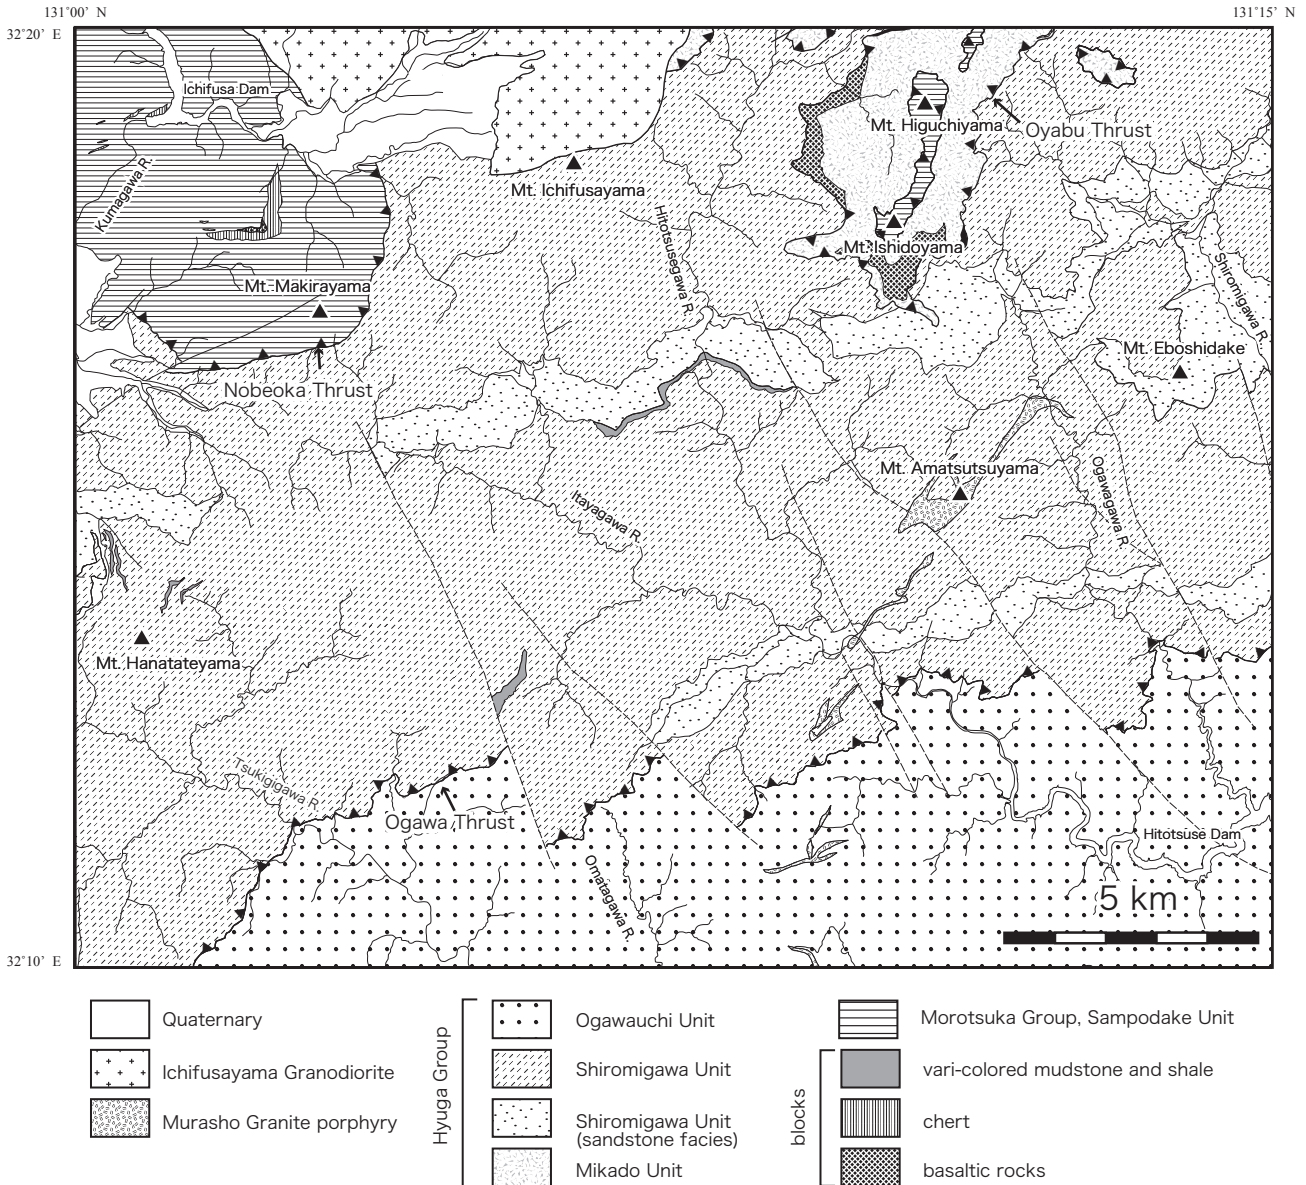 131°00’ N
131°15’ N
32°20’ E
Ichifusa Dam
Mt. Higuchiyama
Oyabu Thrust
Kumagawa R.
Mt. Ichifusayama
Hitotsusegawa R.
Mt. Ishidoyama
Shiromigawa R.
Mt. Makirayama
Mt. Eboshidake
Nobeoka Thrust
Mt. Amatsutsuyama
Ogawagawa R.
Itayagawa R.
Mt. Hanatateyama
Tsukigigawa R.
Ogawa Thrust
Hitotsuse Dam
Omatagawa R.
5 km
32°10’ E
Quaternary
Ichifusayama Granodiorite
Murasho Granite porphyry
Hyuga Group
Ogawauchi Unit
Shiromigawa Unit
Shiromigawa Unit
(sandstone facies)
Mikado Unit
Morotsuka Group, Sampodake Unit
blocks
vari-colored mudstone and shale
chert
basaltic rocks